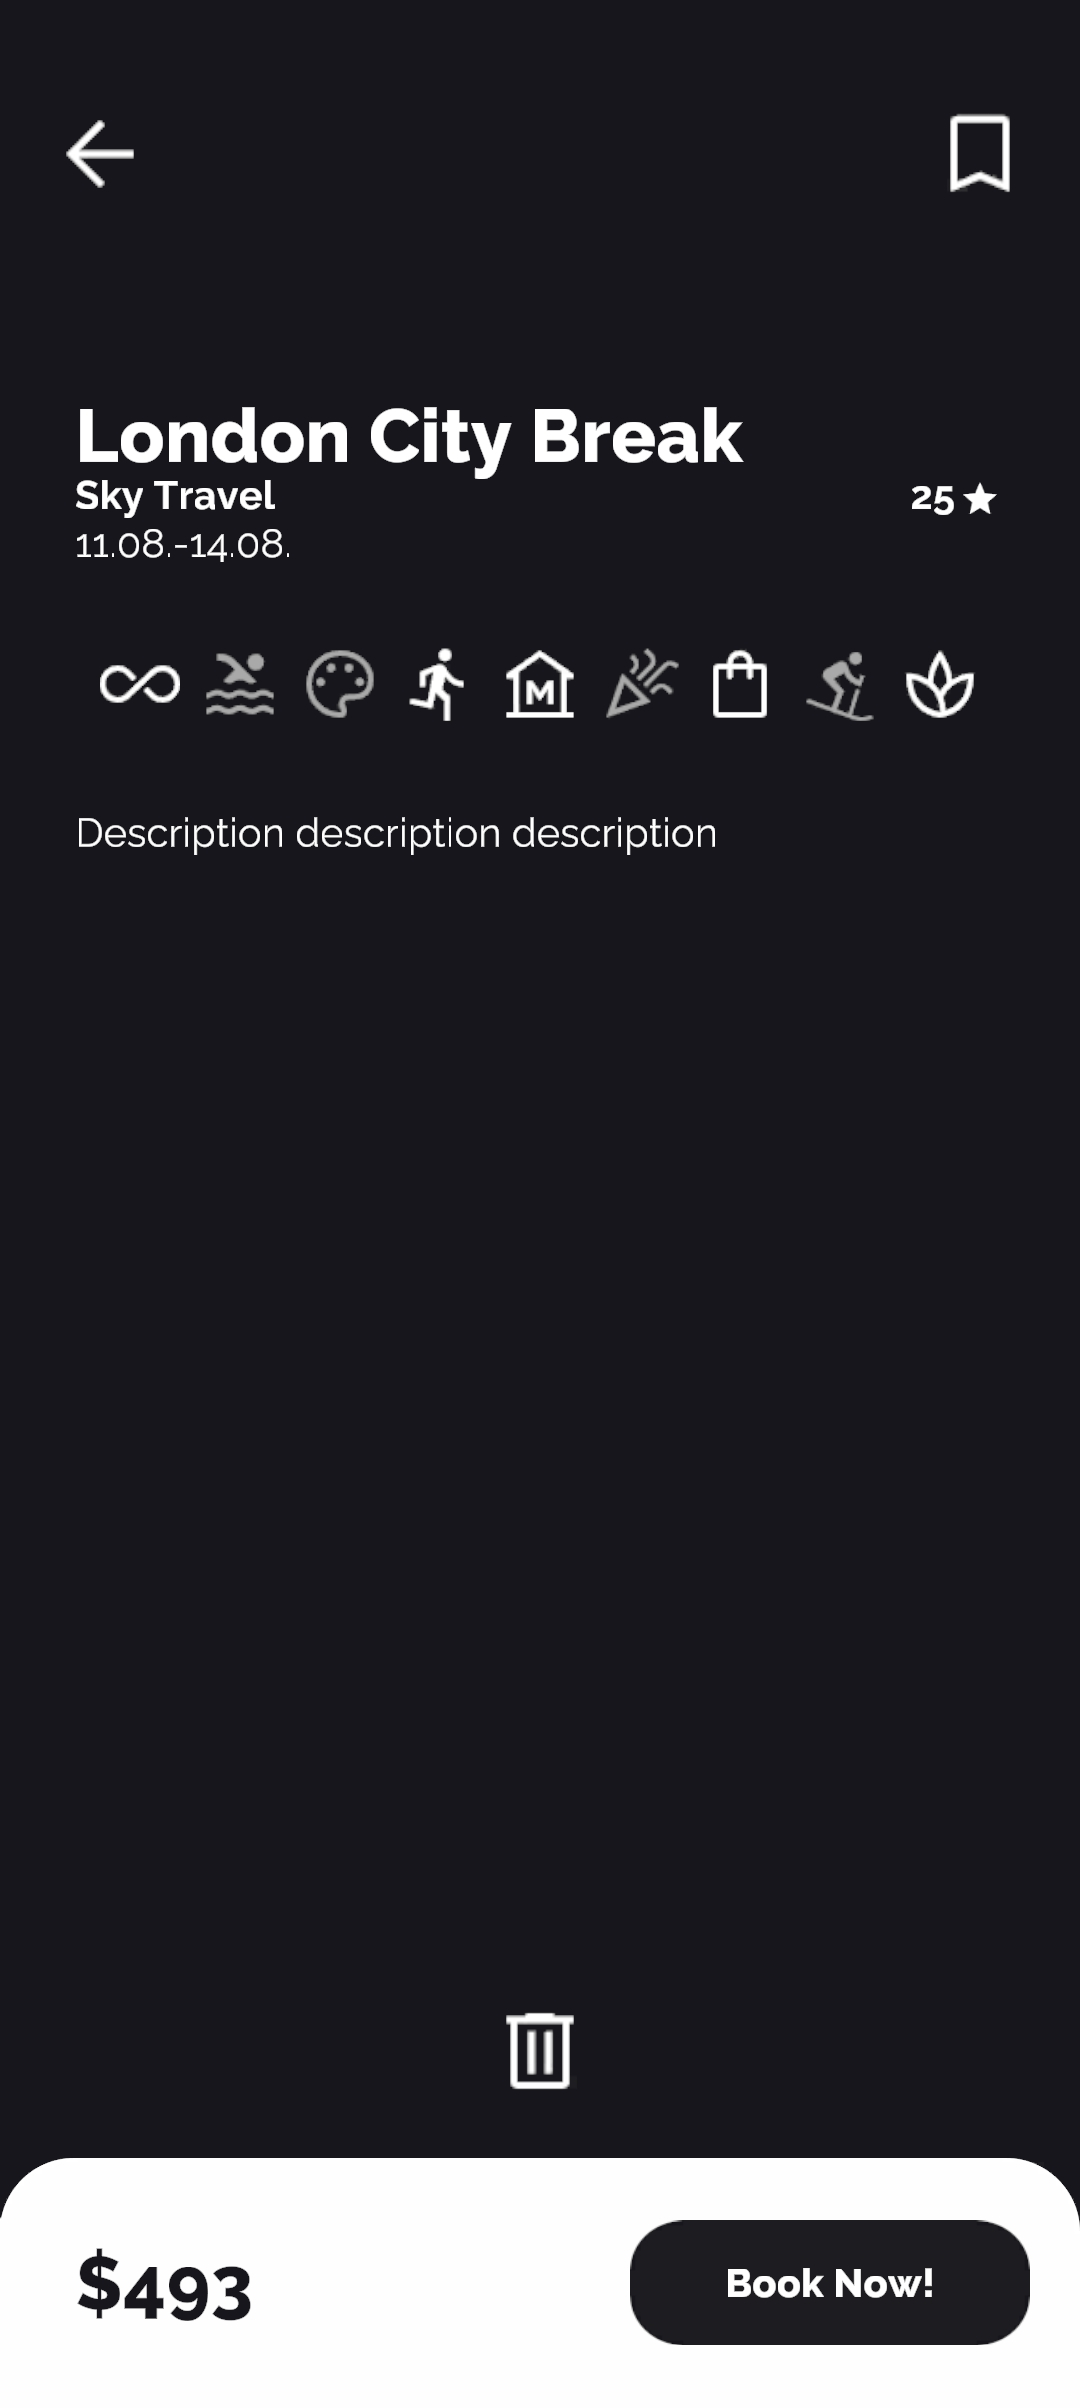 London City Break
Sky Travel
25
11.08.-14.08.
M
Description description description
$493
Book Now!